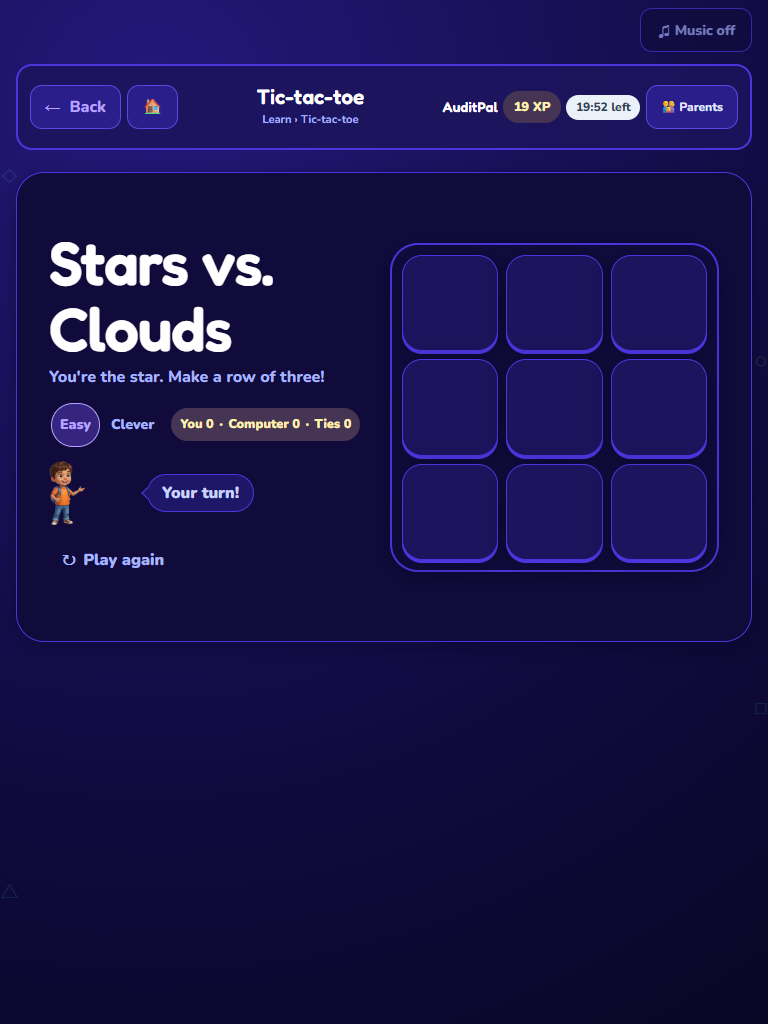 ♫ Music off
← Back
Tic-tac-toe
Learn › Tic-tac-toe
AuditPal
19 XP
19:52 left
Parents
Stars vs.
Clouds
You're the star. Make a row of three!
Easy
Clever
You 0 · Computer 0 · Ties 0
Your turn!
↻ Play again